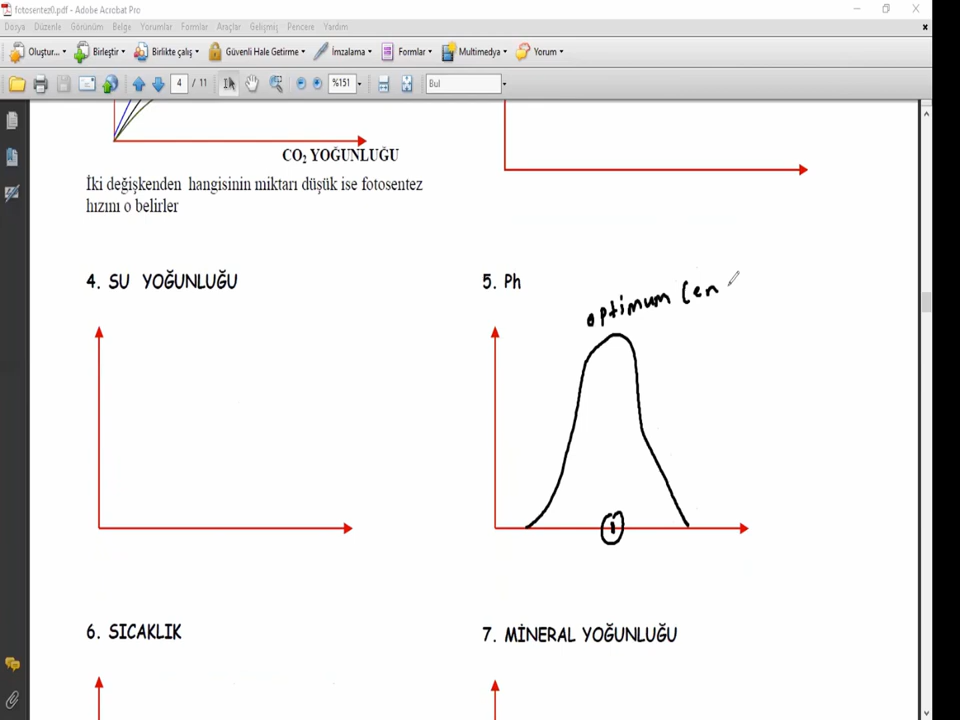 fotosentez0.pdf - Adobe Acrobat Pro
Dosya Düzenle Görünüm Belge Yorumlar Formlar Araçlar Gelişmiş Pencere Yardım
Oluştur... Birleştir Birlikte çalış Güvenli Hale Getirme İmzalama Formlar Multimedya Yorum
4 / 11 %151 Bul
CO₂ YOĞUNLUĞU
İki değişkenden hangisinin miktarı düşük ise fotosentez
hızını o belirler
4. SU YOĞUNLUĞU
5. Ph
optimum (en
6. SICAKLIK
7. MİNERAL YOĞUNLUĞU